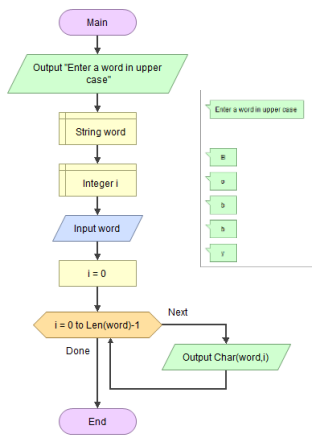 Main
Output "Enter a word in upper
case"
String word
Integer i
Input word
i = 0
i = 0 to Len(word)-1
Next
Done
Output Char(word,i)
End
Enter a word in upper case
b
h
y